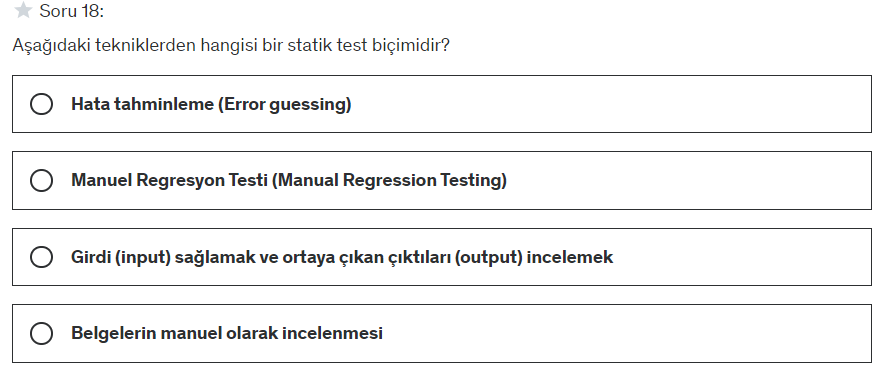 Soru 18:
Aşağıdaki tekniklerden hangisi bir statik test biçimidir?
Hata tahminleme (Error guessing)
Manuel Regresyon Testi (Manual Regression Testing)
Girdi (input) sağlamak ve ortaya çıkan çıktıları (output) incelemek
Belgelerin manuel olarak incelenmesi